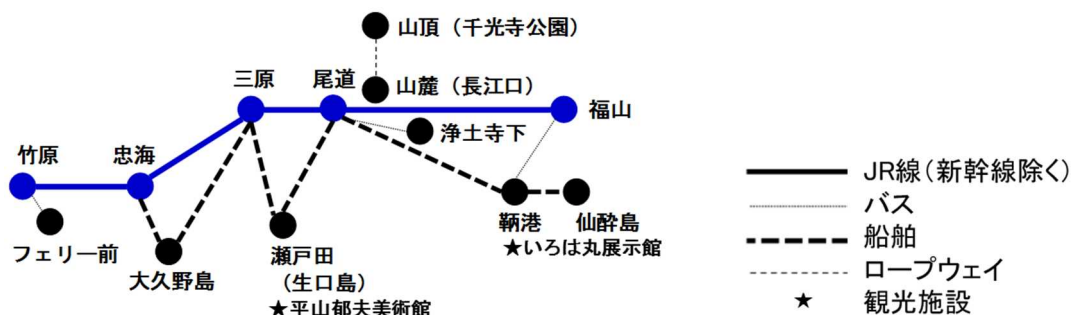 山頂（千光寺公園）
三原
尾道
山麓（長江口）
福山
浄土寺下
竹原
忠海
フェリー前
大久野島
瀬戸田
（生口島）
★平山郁夫美術館
鞆港
仙酔島
★いろは丸展示館
JR線（新幹線除く）
バス
船舶
ロープウェイ
★ 観光施設